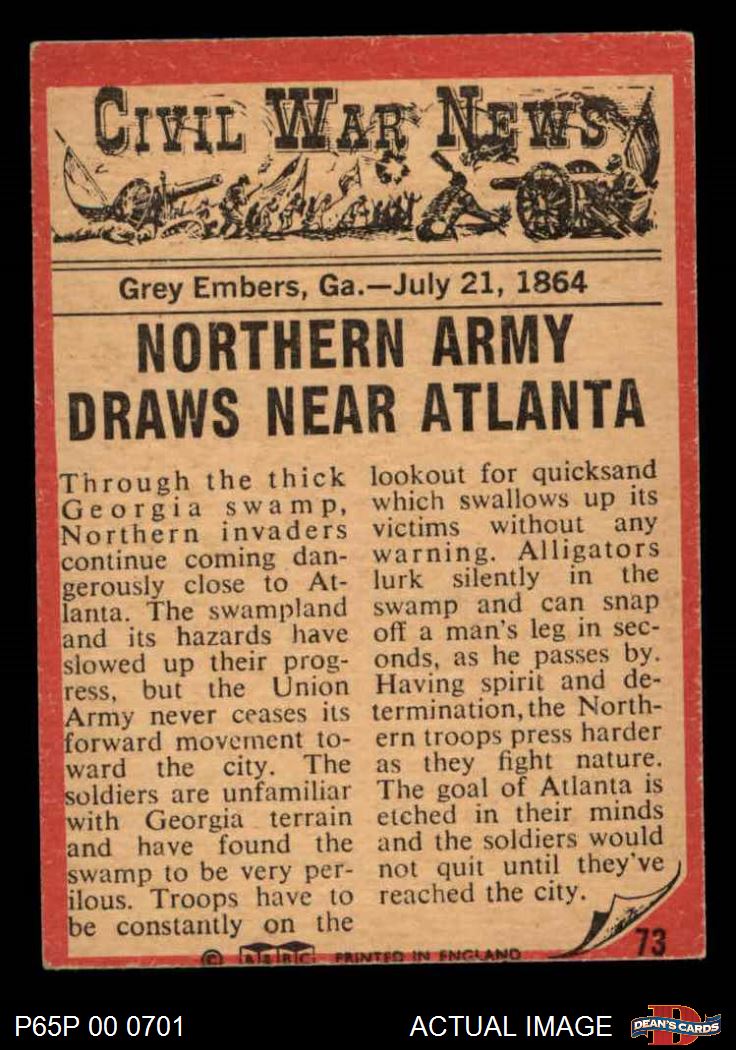 CIVIL WAR NEWS
Grey Embers, Ga.—July 21, 1864
NORTHERN ARMY
DRAWS NEAR ATLANTA
Through the thick
Georgia swamp,
Northern invaders
continue coming dan-
gerously close to At-
lanta. The swampland
and its hazards have
slowed up their prog-
ress, but the Union
Army never ceases its
forward movement to-
ward the city. The
soldiers are unfamiliar
with Georgia terrain
and have found the
swamp to be very per-
ilous. Troops have to
be constantly on the
lookout for quicksand
which swallows up its
victims without any
warning. Alligators
lurk silently in the
swamp and can snap
off a man's leg in sec-
onds, as he passes by.
Having spirit and de-
termination, the North-
ern troops press harder
as they fight nature.
The goal of Atlanta is
etched in their minds
and the soldiers would
not quit until they've
reached the city.
73
© A&BC PRINTED IN ENGLAND
P65P 00 0701
ACTUAL IMAGE
D
DEAN'S CARDS